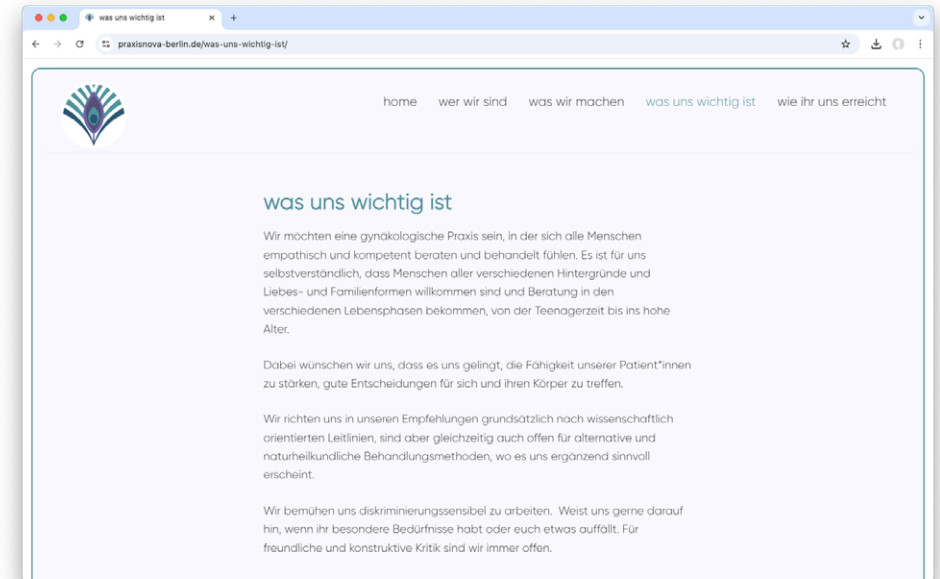 was uns wichtig ist
praxisnova-berlin.de/was-uns-wichtig-ist/
home wer wir sind was wir machen was uns wichtig ist wie ihr uns erreicht
was uns wichtig ist
Wir möchten eine gynäkologische Praxis sein, in der sich alle Menschen
empathisch und kompetent beraten und behandelt fühlen. Es ist für uns
selbstverständlich, dass Menschen aller verschiedenen Hintergründe und
Liebes- und Familienformen willkommen sind und Beratung in den
verschiedenen Lebensphasen bekommen, von der Teenagerzeit bis ins hohe
Alter.
Dabei wünschen wir uns, dass es uns gelingt, die Fähigkeit unserer Patient*innen
zu stärken, gute Entscheidungen für sich und ihren Körper zu treffen.
Wir richten uns in unseren Empfehlungen grundsätzlich nach wissenschaftlich
orientierten Leitlinien, sind aber gleichzeitig auch offen für alternative und
naturheilkundliche Behandlungsmethoden, wo es uns ergänzend sinnvoll
erscheint.
Wir bemühen uns diskriminierungssensibel zu arbeiten. Weist uns gerne darauf
hin, wenn ihr besondere Bedürfnisse habt oder euch etwas auffällt. Für
freundliche und konstruktive Kritik sind wir immer offen.